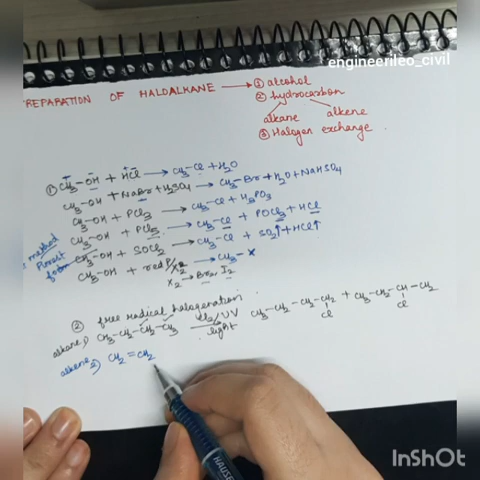 engineerileo_civil
REPARATION OF HALOALKANE → ① alcohol
② hydrocarbon
alkane alkene
③ Halogen exchange
① CH₃-OH + HCl → CH₃-Cl + H₂O
CH₃-OH + NaBr + H₂SO₄ → CH₃-Br + H₂O + NaHSO₄
CH₃-OH + PCl₃ → CH₃-Cl + H₃PO₃
CH₃-OH + PCl₅ → CH₃-Cl + POCl₃ + HCl
method
CH₃-OH + SOCl₂ → CH₃-Cl + SO₂↑ + HCl↑
CH₃-OH + red P/X₂ → CH₃-X
X₂ → Br₂, I₂
② free radical halogenation.
alkane, CH₃-CH₂-CH₂-CH₃ Cl₂/UV light → CH₃-CH₂-CH₂-CH₂ + CH₃-CH₂-CH-CH₂
Cl Cl
alkene, CH₂=CH₂
HAUSER
InShOt